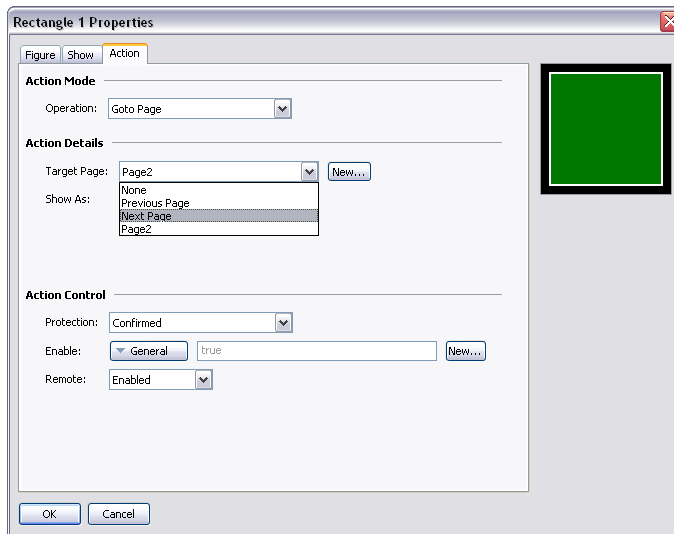 Rectangle 1 Properties
Figure Show Action
Action Mode
Operation: Goto Page
Action Details
Target Page: Page2 New...
None
Show As: Previous Page
Next Page
Page2
Action Control
Protection: Confirmed
Enable: General true New...
Remote: Enabled
OK Cancel